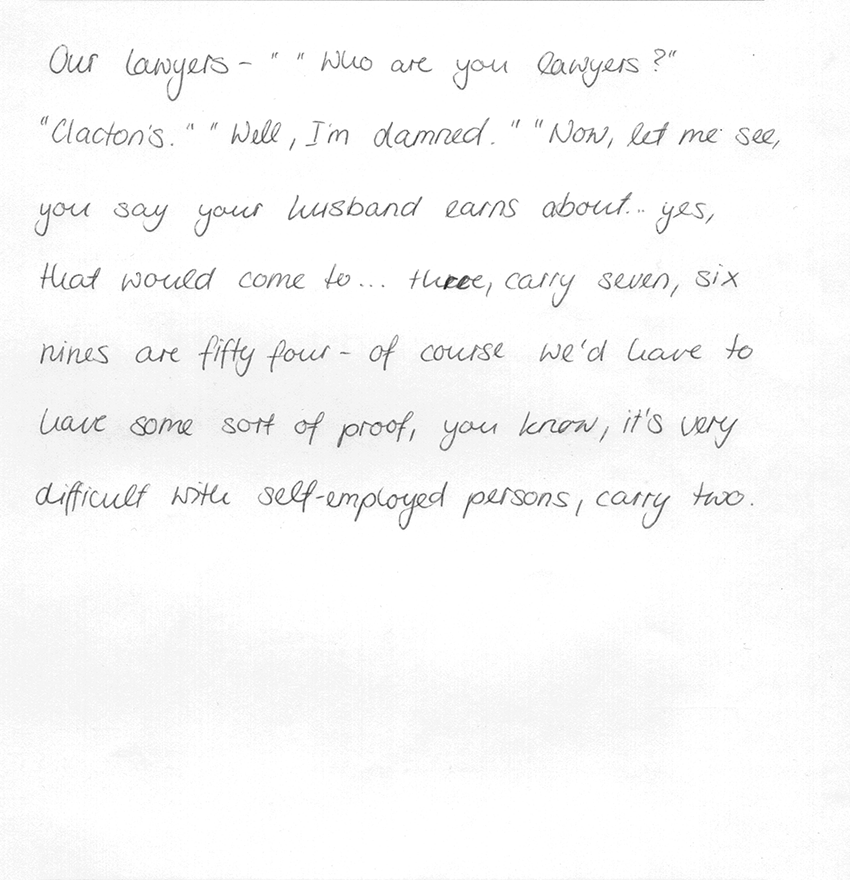 Our lawyers - " " Who are you lawyers?"
"Clacton's." "Well, I'm damned." "Now, let me see,
you say your husband earns about... yes,
that would come to... three, carry seven, six
nines are fifty four - of course we'd have to
have some sort of proof, you know, it's very
difficult with self-employed persons, carry two.